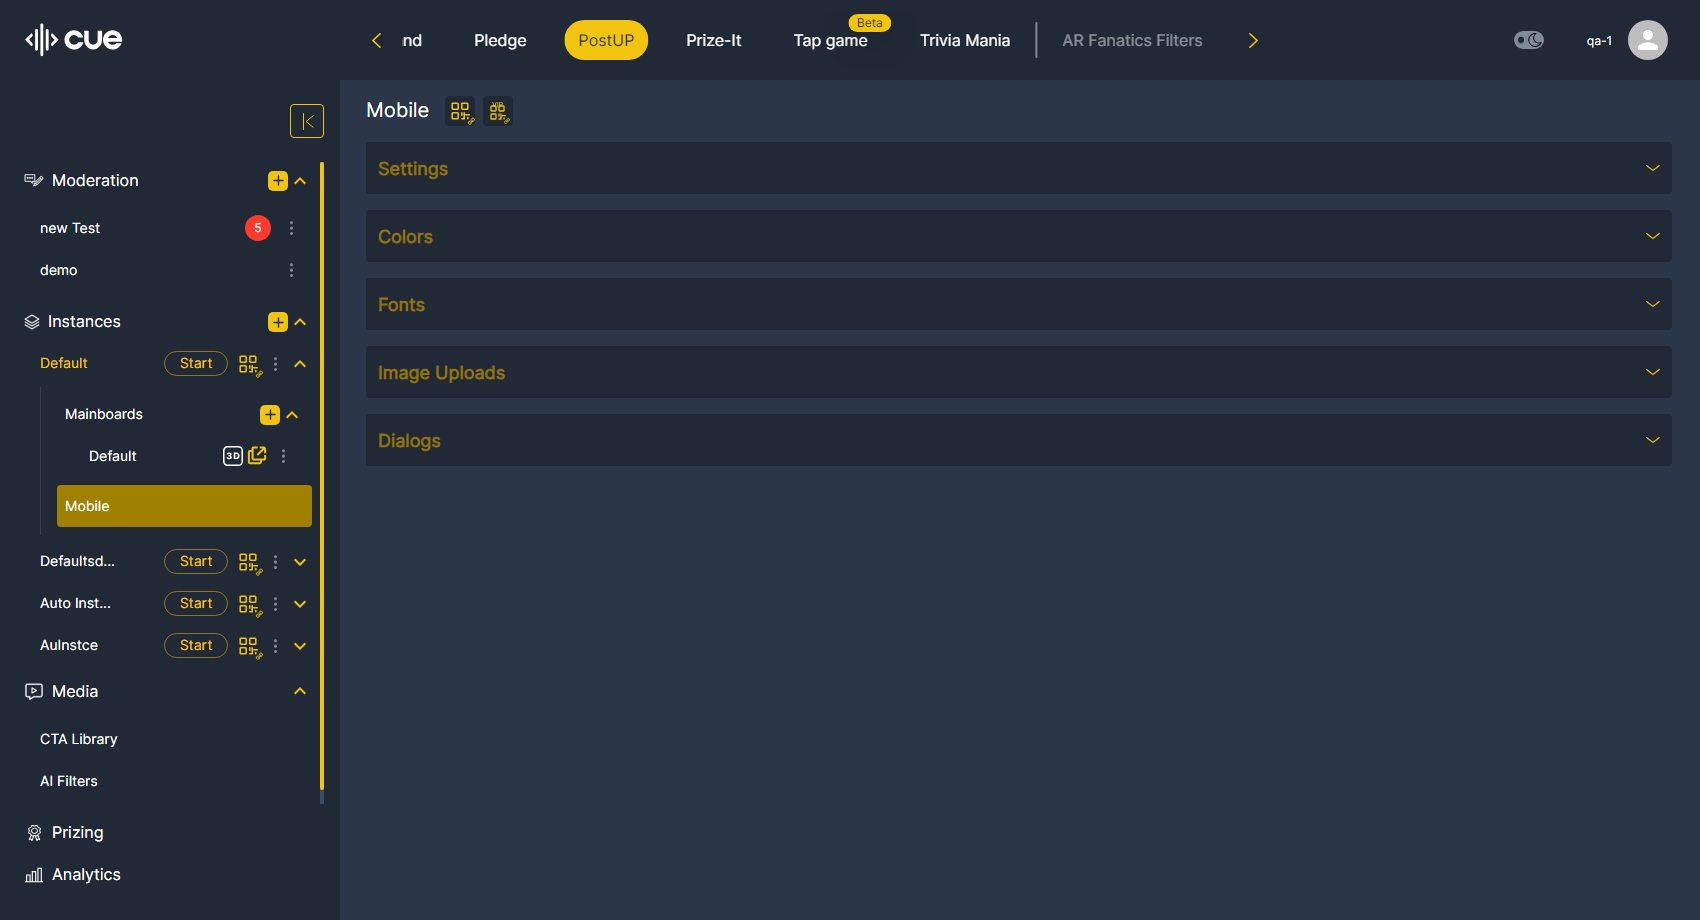 cue
nd
Pledge
PostUP
Prize-It
Beta
Tap game
Trivia Mania
AR Fanatics Filters
qa-1
Moderation
new Test
5
demo
Instances
Default
Start
Mainboards
Default
3D
Mobile
Defaultsd...
Start
Auto Inst...
Start
AuInstce
Start
Media
CTA Library
AI Filters
Prizing
Analytics
Mobile
VIP
Settings
Colors
Fonts
Image Uploads
Dialogs